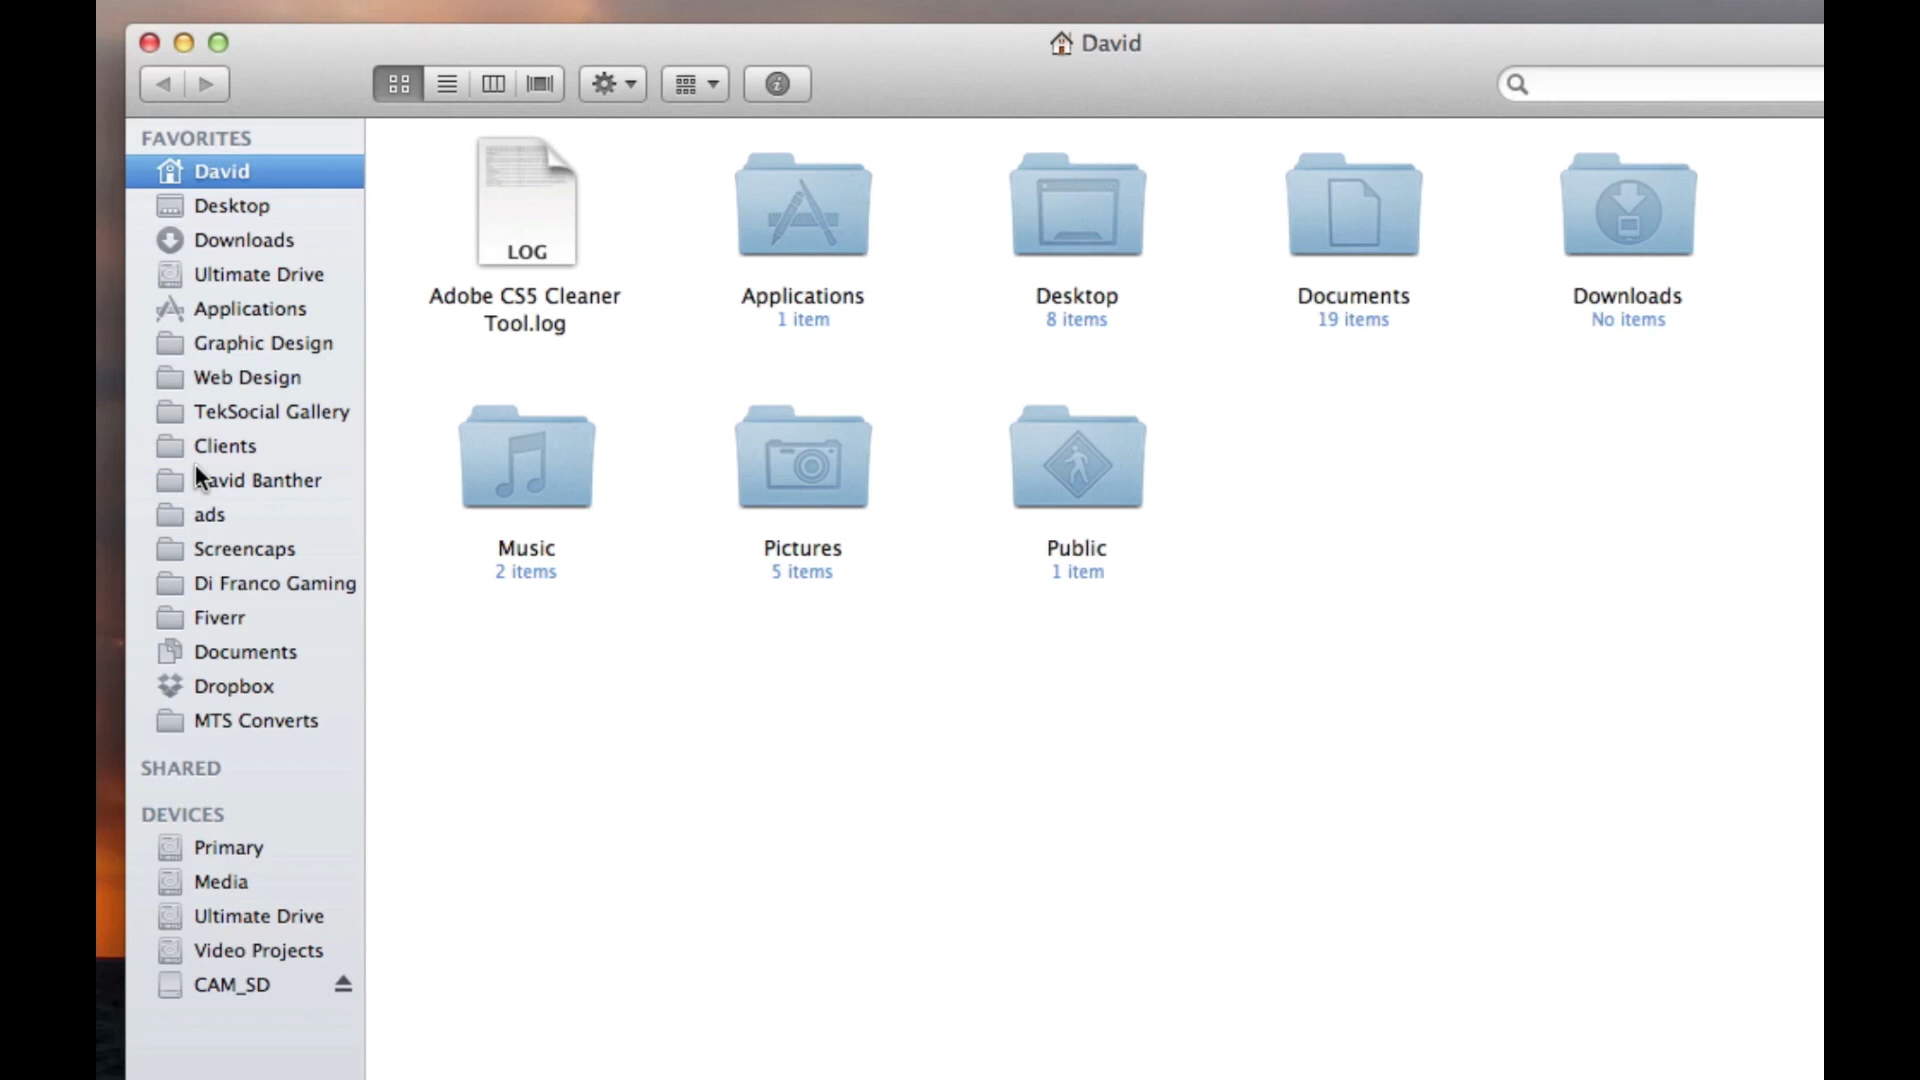 David
FAVORITES
David
Desktop
Downloads
Ultimate Drive
Applications
Graphic Design
Web Design
TekSocial Gallery
Clients
David Banther
ads
Screencaps
Di Franco Gaming
Fiverr
Documents
Dropbox
MTS Converts
SHARED
DEVICES
Primary
Media
Ultimate Drive
Video Projects
CAM_SD
LOG
Adobe CS5 Cleaner
Tool.log
Applications
1 item
Desktop
8 items
Documents
19 items
Downloads
No items
Music
2 items
Pictures
5 items
Public
1 item